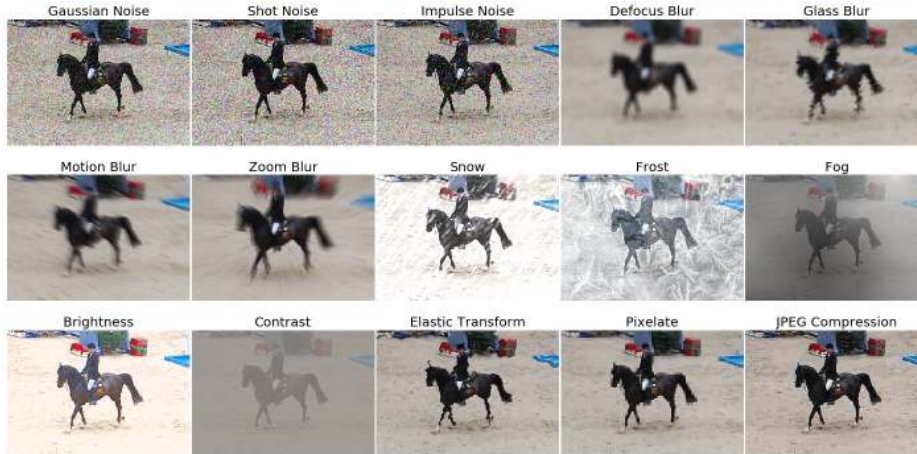 Gaussian Noise Shot Noise Impulse Noise Defocus Blur Glass Blur
Motion Blur Zoom Blur Snow Frost Fog
Brightness Contrast Elastic Transform Pixelate JPEG Compression